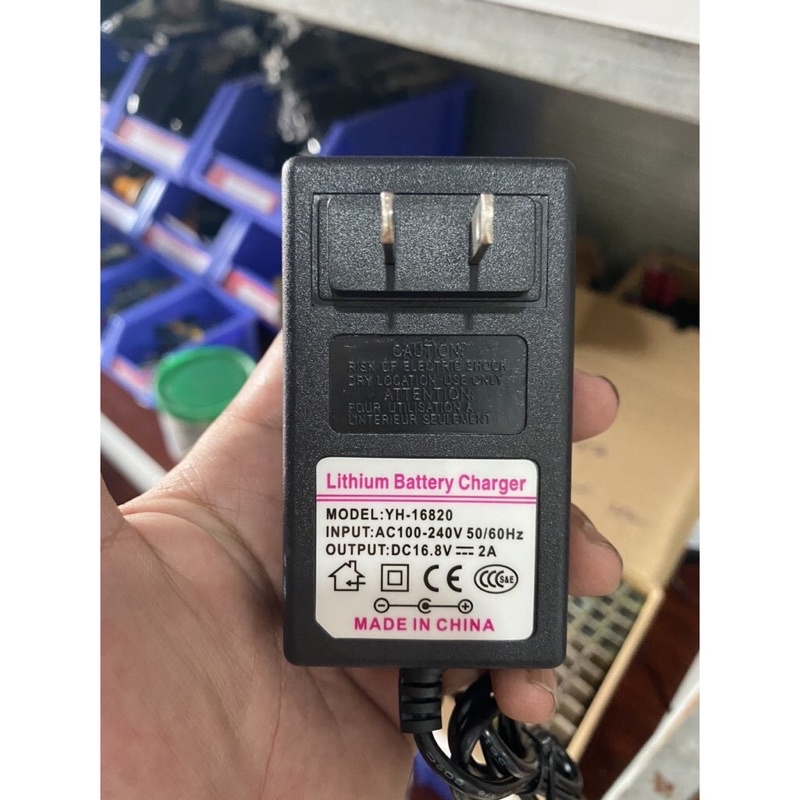 CAUTION:
RISK OF ELECTRIC SHOCK
DRY LOCATION USE ONLY
ATTENTION:
POUR UTILISATION A
L'INTERIEUR SEULEMENT
Lithium Battery Charger
MODEL:YH-16820
INPUT:AC100-240V 50/60Hz
OUTPUT:DC16.8V ⎓ 2A
CE CCC S&E
MADE IN CHINA